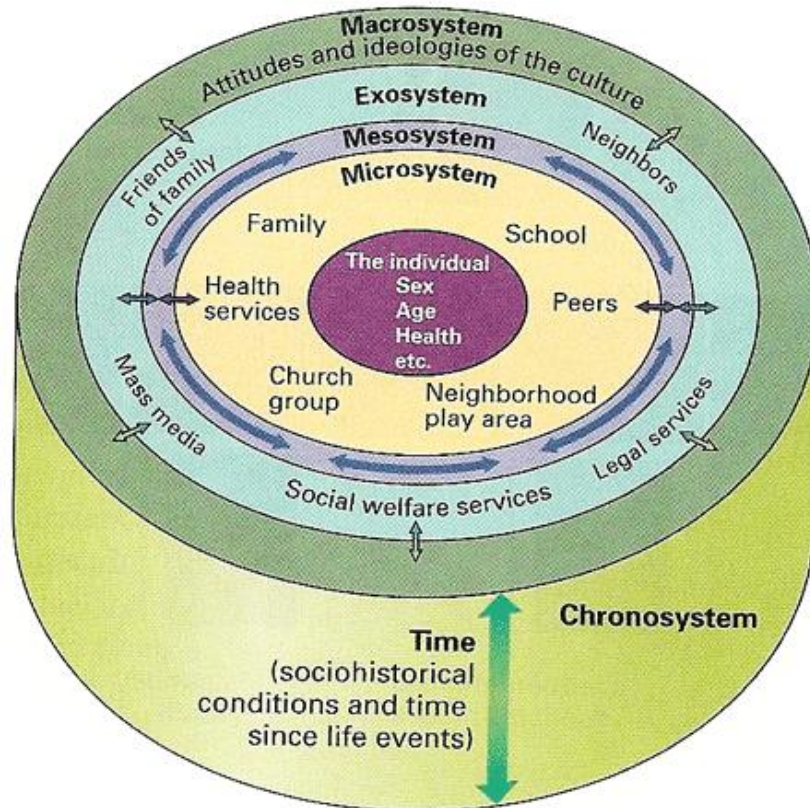 Macrosystem
Attitudes and ideologies of the culture
Exosystem
Mesosystem
Microsystem
Friends
of family
Neighbors
Family
School
The individual
Sex
Age
Health
etc.
Health
services
Peers
Church
group
Neighborhood
play area
Mass media
Legal services
Social welfare services
Chronosystem
Time
(sociohistorical
conditions and time
since life events)